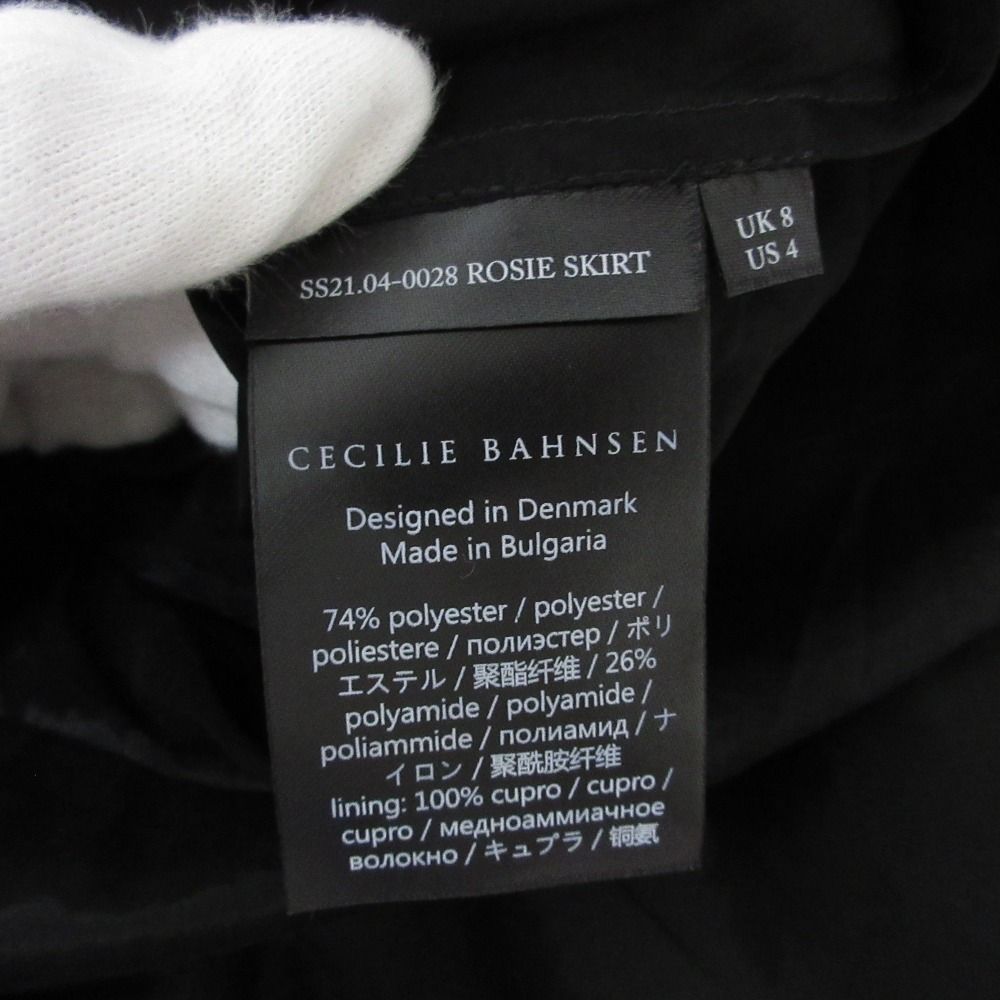 SS21.04-0028 ROSIE SKIRT
UK 8
US 4
CECILIE BAHNSEN
Designed in Denmark
Made in Bulgaria
74% polyester / polyester /
poliestere / полиэстер / ポリ
エステル / 聚酯纤维 / 26%
polyamide / polyamide /
poliammide / полиамид / ナ
イロン / 聚酰胺纤维
lining: 100% cupro / cupro /
cupro / медноаммиачное
волокно / キュプラ / 铜氨